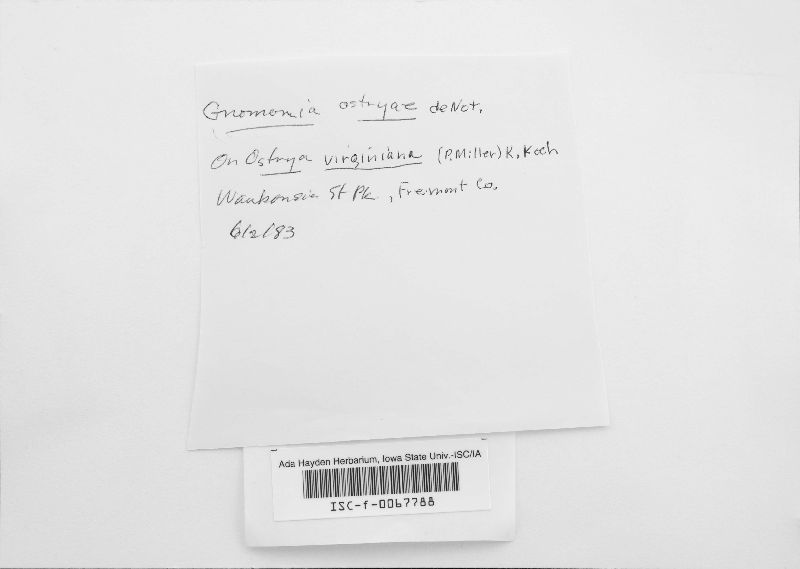 Gnomonia ostryae deNot.
On Ostrya virginiana (P. Miller) K. Koch
Waubonsia St Pk., Fremont Co.
6/2/83
Ada Hayden Herbarium, Iowa State Univ.-ISC/IA
ISC-f-0067788